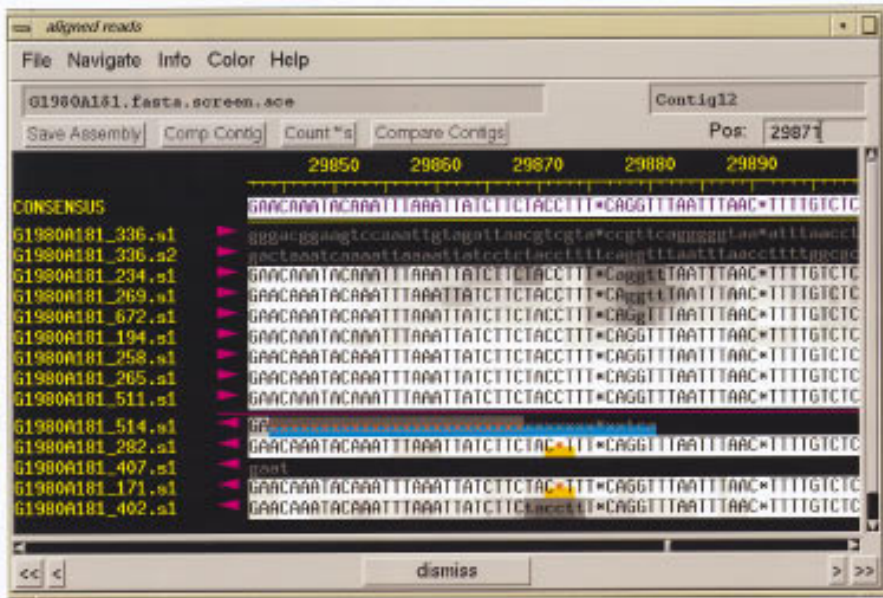 aligned reads
File Navigate Info Color Help
G1980A181.fasta.screen.ace Contig12
Save Assembly Comp Contig Count *s Compare Contigs Pos: 29871
29850 29860 29870 29880 29890
CONSENSUS GAACAAATACAAATTTAAATTATCTTCTACCTTT*CAGGTTTAATTTAAC*TTTTGTCTC
G1980A181_336.s1 gggacggaagtccaaattgtagattaacgtcgta*ccgttcagggggtaa*atttaacct
G1980A181_336.s2
G1980A181_234.s1 GAACAAATACAAATTTAAATTATCTTCTACCTTT*CAggttTAATTTAAC*TTTTGTCTC
G1980A181_269.s1 GAACAAATACAAATTTAAATTATCTTCTACCTTT*CAggttTAATTTAAC*TTTTGTCTC
G1980A181_672.s1 GAACAAATACAAATTTAAATTATCTTCTACCTTT*CAGgTTTAATTTAAC*TTTTGTCTC
G1980A181_194.s1 GAACAAATACAAATTTAAATTATCTTCTACCTTT*CAGGTTTAATTTAAC*TTTTGTCTC
G1980A181_258.s1 GAACAAATACAAATTTAAATTATCTTCTACCTTT*CAGGTTTAATTTAAC*TTTTGTCTC
G1980A181_265.s1 GAACAAATACAAATTTAAATTATCTTCTACCTTT*CAGGTTTAATTTAAC*TTTTGTCTC
G1980A181_511.s1 GAACAAATACAAATTTAAATTATCTTCTACCTTT*CAGGTTTAATTTAAC*TTTTGTCTC
G1980A181_514.s1 GA
G1980A181_282.s1 GAACAAATACAAATTTAAATTATCTTCTAC*TTT*CAGGTTTAATTTAAC*TTTTGTCTC
G1980A181_407.s1 gaat
G1980A181_171.s1 GAACAAATACAAATTTAAATTATCTTCTAC*TTT*CAGGTTTAATTTAAC*TTTTGTCTC
G1980A181_402.s1 GAACAAATACAAATTTAAATTATCTTCtaccttT*CAGGTTTAATTTAAC*TTTTGTCTC
<< < dismiss > >>